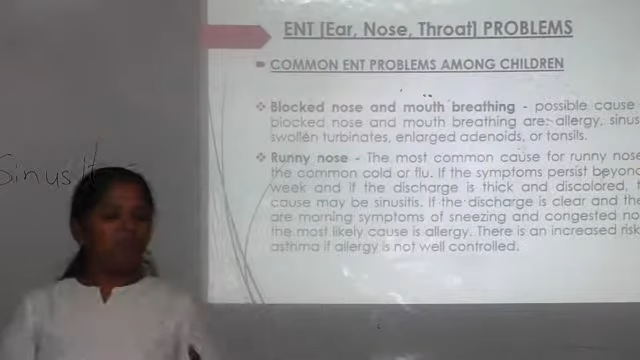 ENT [Ear, Nose, Throat] PROBLEMS
COMMON ENT PROBLEMS AMONG CHILDREN
Blocked nose and mouth breathing - possible cause
blocked nose and mouth breathing are: allergy, sinus
swollen turbinates, enlarged adenoids, or tonsils.
Runny nose - The most common cause for runny nose
the common cold or flu. If the symptoms persist beyond
week and if the discharge is thick and discolored,
cause may be sinusitis. If the discharge is clear and the
are morning symptoms of sneezing and congested
the most likely cause is allergy. There is an increased risk
asthma if allergy is not well controlled.
Sinusit